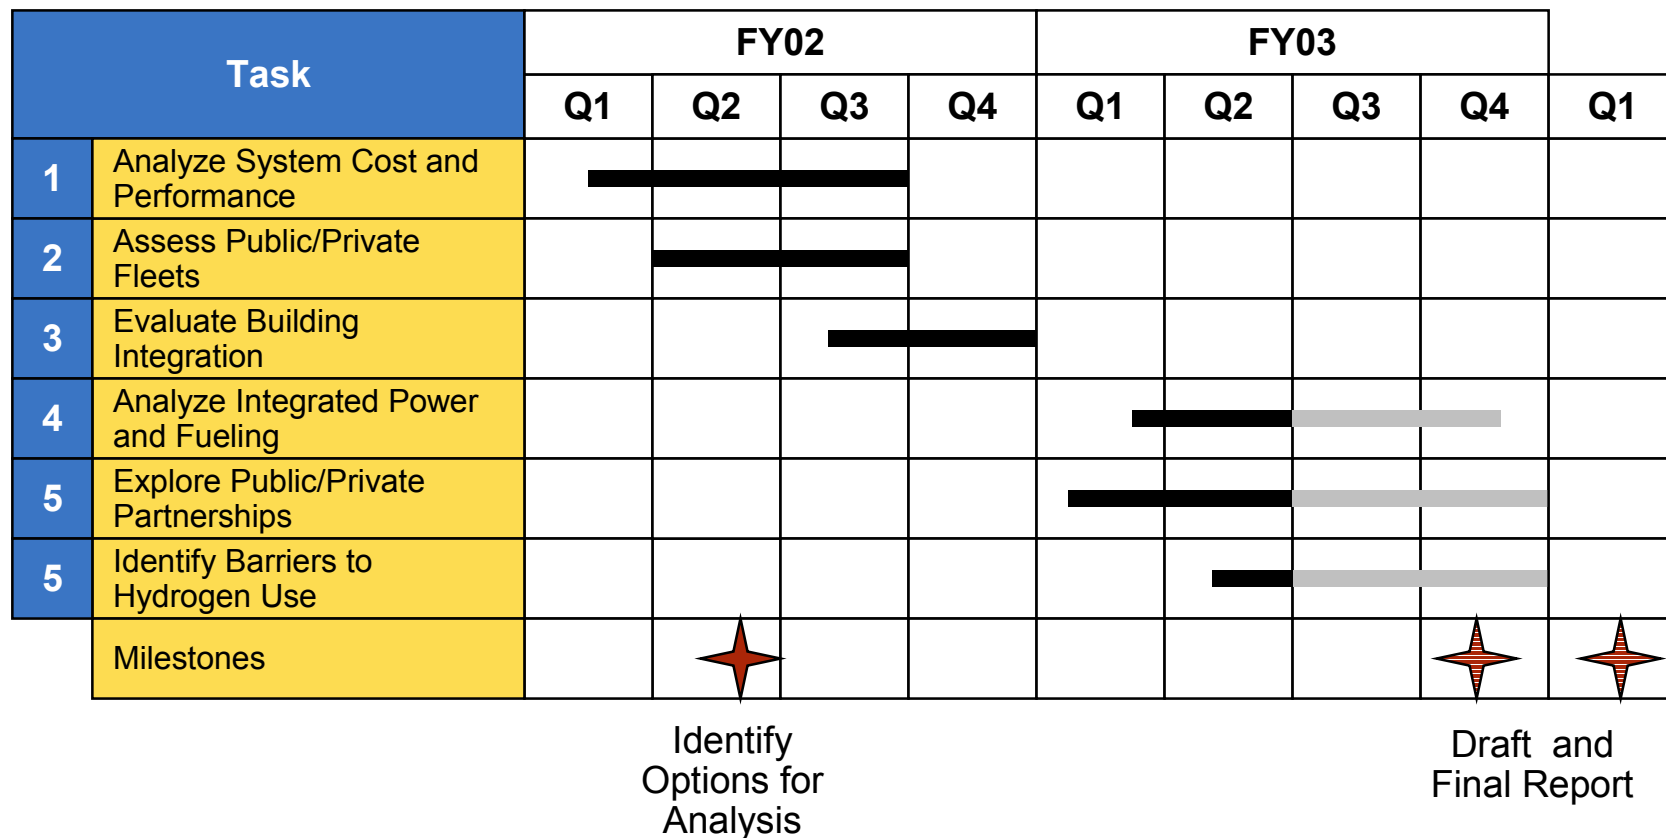 Task
FY02
FY03
Q1 Q2 Q3 Q4 Q1 Q2 Q3 Q4 Q1
1
Analyze System Cost and
Performance
2
Assess Public/Private
Fleets
3
Evaluate Building
Integration
4
Analyze Integrated Power
and Fueling
5
Explore Public/Private
Partnerships
5
Identify Barriers to
Hydrogen Use
Milestones
Identify
Options for
Analysis
Draft and
Final Report